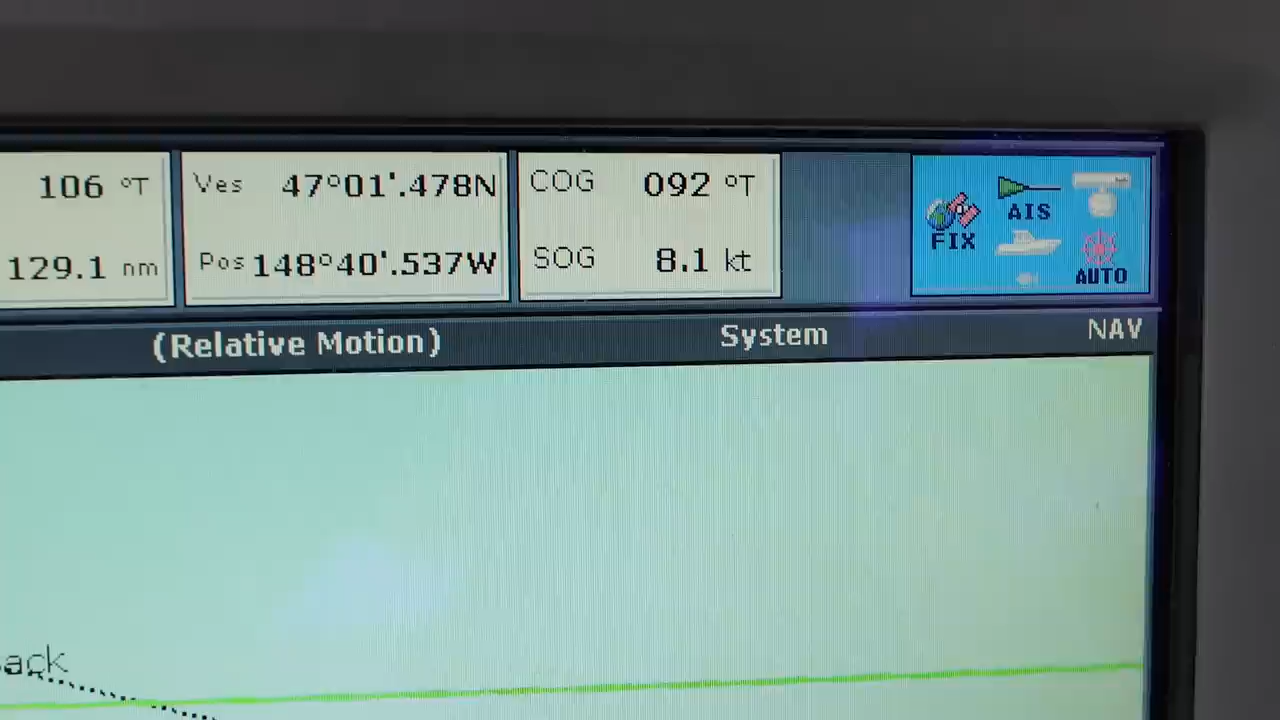 106 °T
129.1 nm
Ves 47°01'.478N
Pos 148°40'.537W
COG 092 °T
SOG 8.1 kt
FIX
AIS
AUTO
(Relative Motion)
System
NAV